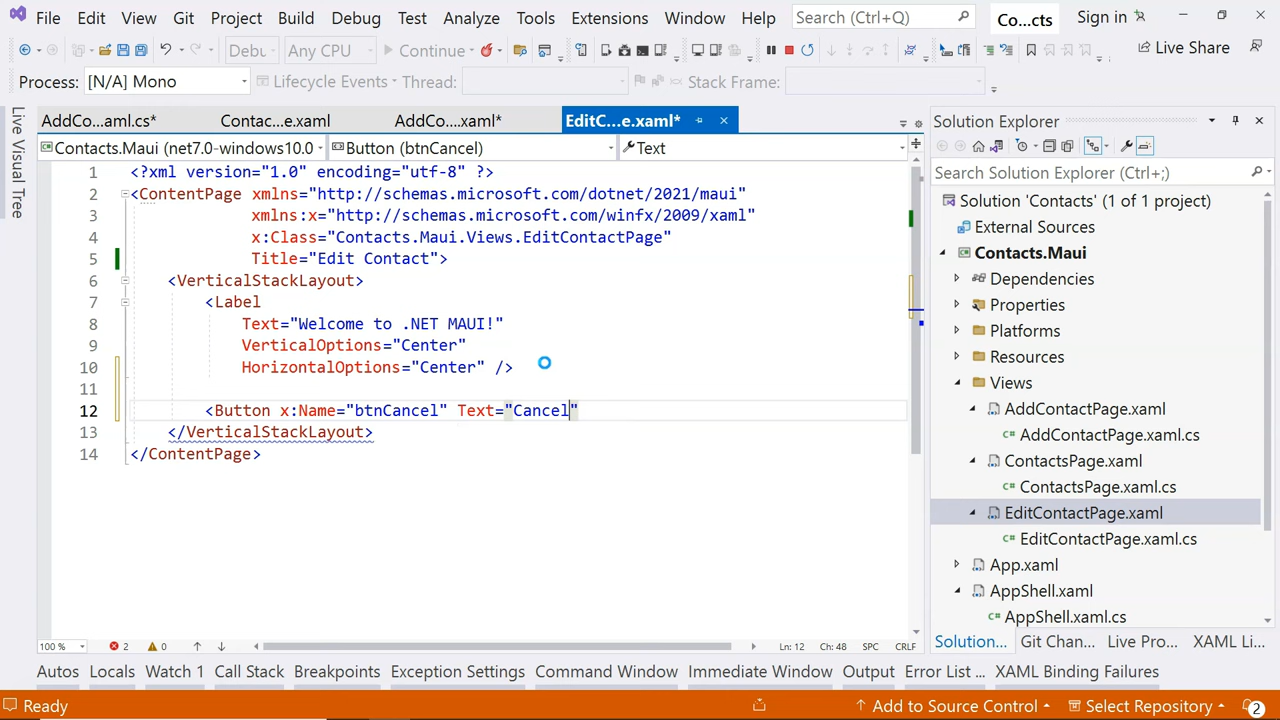 File Edit View Git Project Build Debug Test Analyze Tools Extensions Window Help Search (Ctrl+Q) Co...cts Sign in
Debu Any CPU Continue Live Share
Process: [N/A] Mono Lifecycle Events Thread: Stack Frame:
Live Visual Tree
AddCo...aml.cs* Contac...e.xaml AddCo...xaml* EditC...e.xaml*
Contacts.Maui (net7.0-windows10.0 Button (btnCancel) Text
1 <?xml version="1.0" encoding="utf-8" ?>
2 <ContentPage xmlns="http://schemas.microsoft.com/dotnet/2021/maui"
3 xmlns:x="http://schemas.microsoft.com/winfx/2009/xaml"
4 x:Class="Contacts.Maui.Views.EditContactPage"
5 Title="Edit Contact">
6 <VerticalStackLayout>
7 <Label
8 Text="Welcome to .NET MAUI!"
9 VerticalOptions="Center"
10 HorizontalOptions="Center" />
11
12 <Button x:Name="btnCancel" Text="Cancel"
13 </VerticalStackLayout>
14 </ContentPage>
100 % 2 0 Ln: 12 Ch: 48 SPC CRLF
Solution Explorer
Search Solution Explorer (Ctrl+;)
Solution 'Contacts' (1 of 1 project)
External Sources
Contacts.Maui
Dependencies
Properties
Platforms
Resources
Views
AddContactPage.xaml
C# AddContactPage.xaml.cs
ContactsPage.xaml
C# ContactsPage.xaml.cs
EditContactPage.xaml
C# EditContactPage.xaml.cs
App.xaml
AppShell.xaml
C# AppShell.xaml.cs
Solution... Git Chan... Live Pro... XAML Li...
Autos Locals Watch 1 Call Stack Breakpoints Exception Settings Command Window Immediate Window Output Error List ... XAML Binding Failures
Ready Add to Source Control Select Repository 2